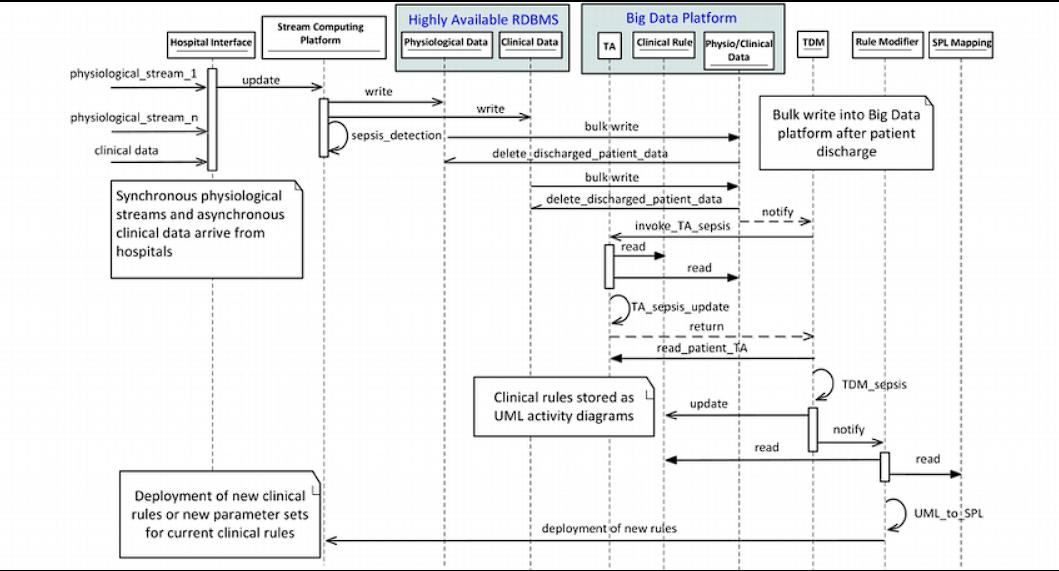 Highly Available RDBMS
Big Data Platform
Stream Computing
Platform
Hospital Interface
Physiological Data
Clinical Data
TA
Clinical Rule
Physio/Clinical
Data
TDM
Rule Modifier
SPL Mapping
physiological_stream_1
update
write
write
physiological_stream_n
sepsis_detection
bulk write
clinical data
delete_discharged_patient_data
Bulk write into Big Data
platform after patient
discharge
bulk write
delete_discharged_patient_data
notify
Synchronous physiological
streams and asynchronous
clinical data arrive from
hospitals
invoke_TA_sepsis
read
read
TA_sepsis_update
return
read_patient_TA
TDM_sepsis
Clinical rules stored as
UML activity diagrams
update
notify
read
read
Deployment of new clinical
rules or new parameter sets
for current clinical rules
UML_to_SPL
deployment of new rules